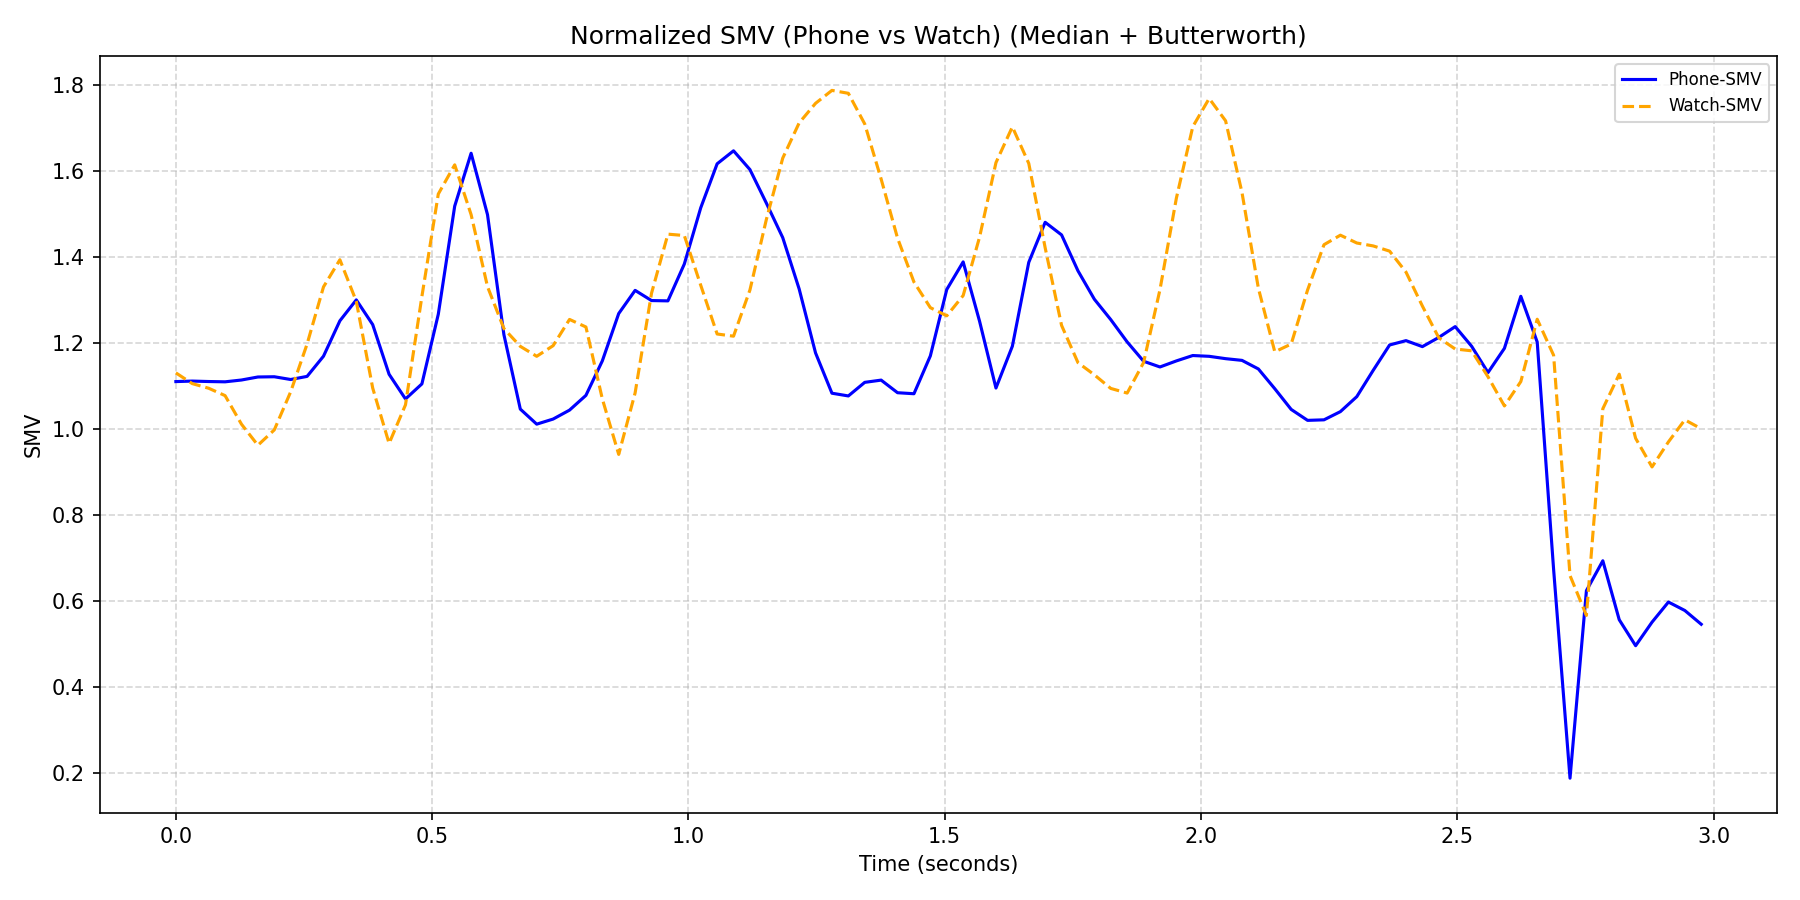 Normalized SMV (Phone vs Watch) (Median + Butterworth)
Phone-SMV
Watch-SMV
SMV
1.8
1.6
1.4
1.2
1.0
0.8
0.6
0.4
0.2
0.0 0.5 1.0 1.5 2.0 2.5 3.0
Time (seconds)